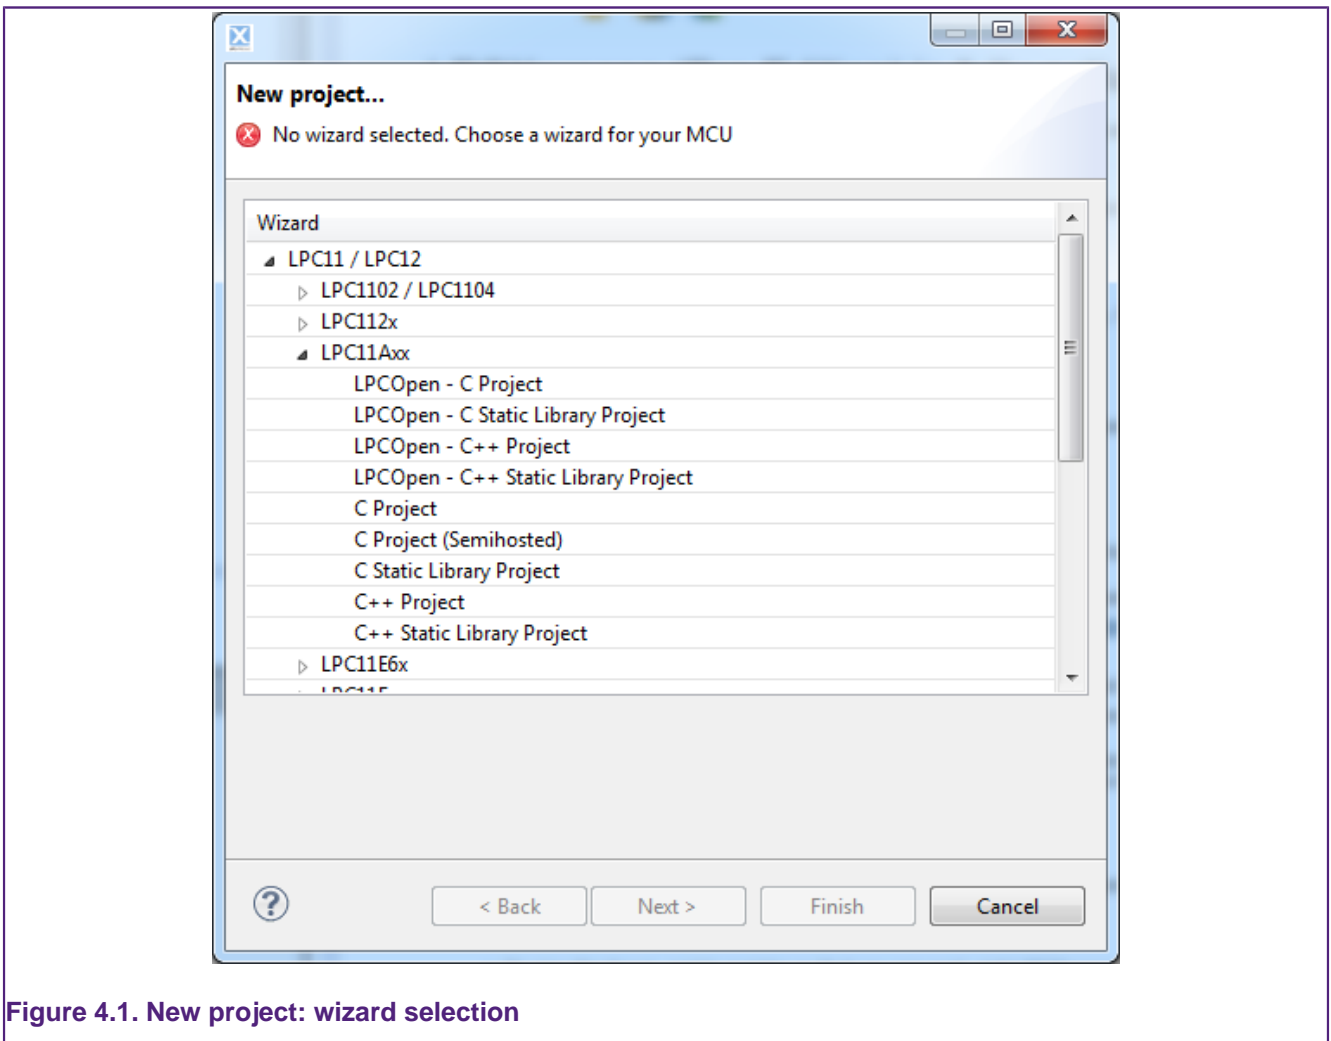 New project...
No wizard selected. Choose a wizard for your MCU
Wizard
LPC11 / LPC12
LPC1102 / LPC1104
LPC112x
LPC11Axx
LPCOpen - C Project
LPCOpen - C Static Library Project
LPCOpen - C++ Project
LPCOpen - C++ Static Library Project
C Project
C Project (Semihosted)
C Static Library Project
C++ Project
C++ Static Library Project
LPC11E6x
< Back Next > Finish Cancel
Figure 4.1. New project: wizard selection